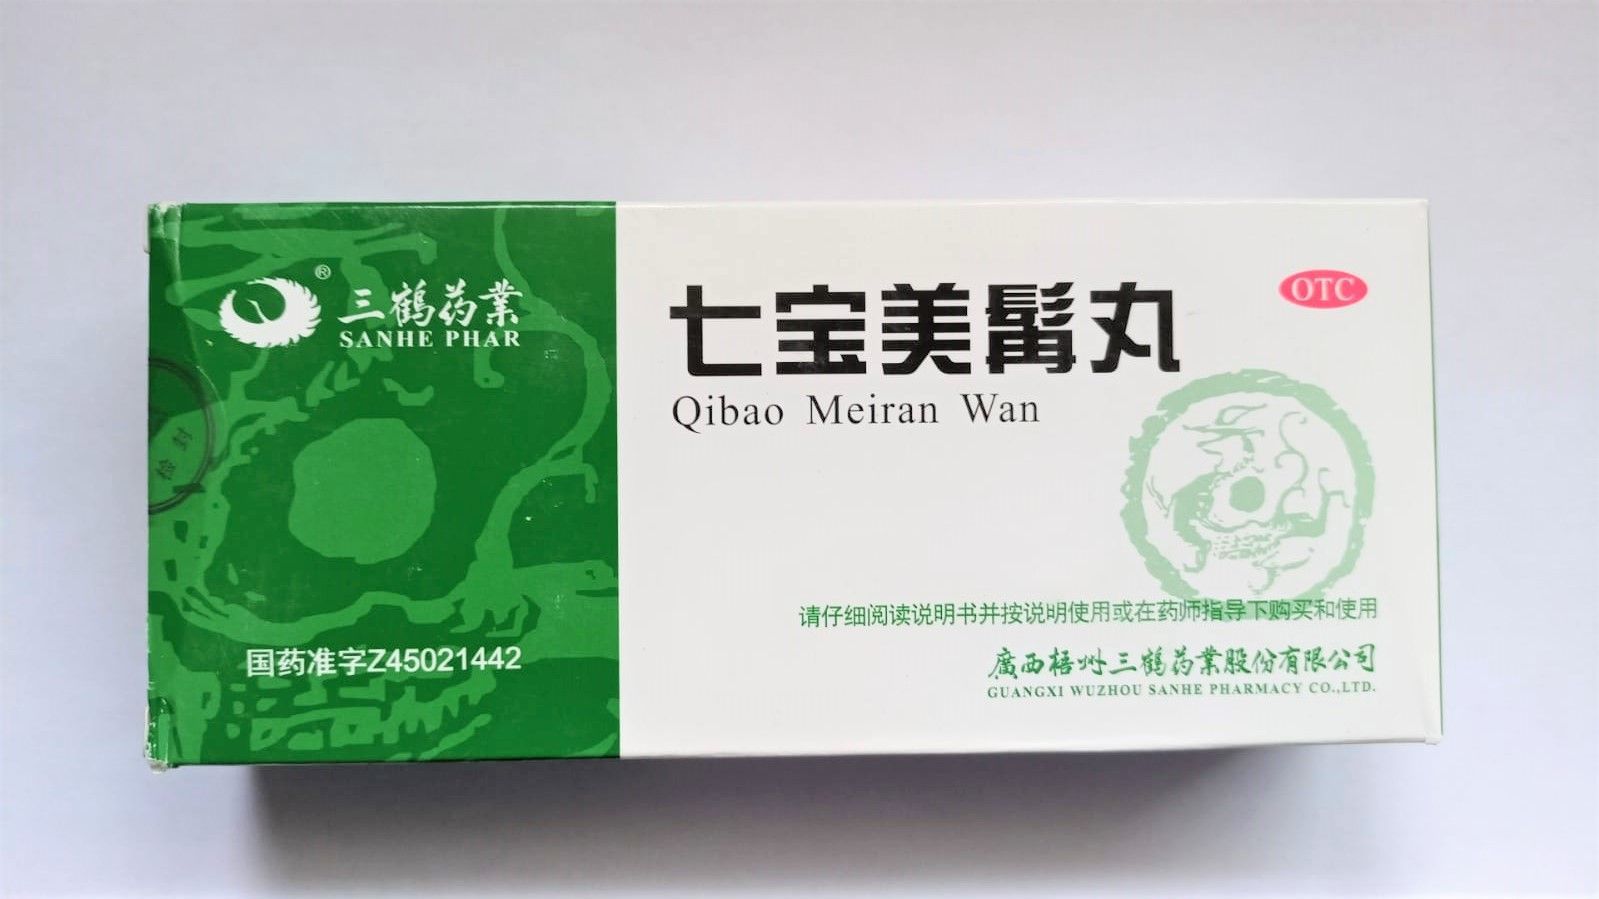 ®
三鶴药業
SANHE PHAR
国药准字Z45021442
检封
七宝美髯丸
Qibao Meiran Wan
OTC
请仔细阅读说明书并按说明使用或在药师指导下购买和使用
廣西梧州三鶴药業股份有限公司
GUANGXI WUZHOU SANHE PHARMACY CO.,LTD.